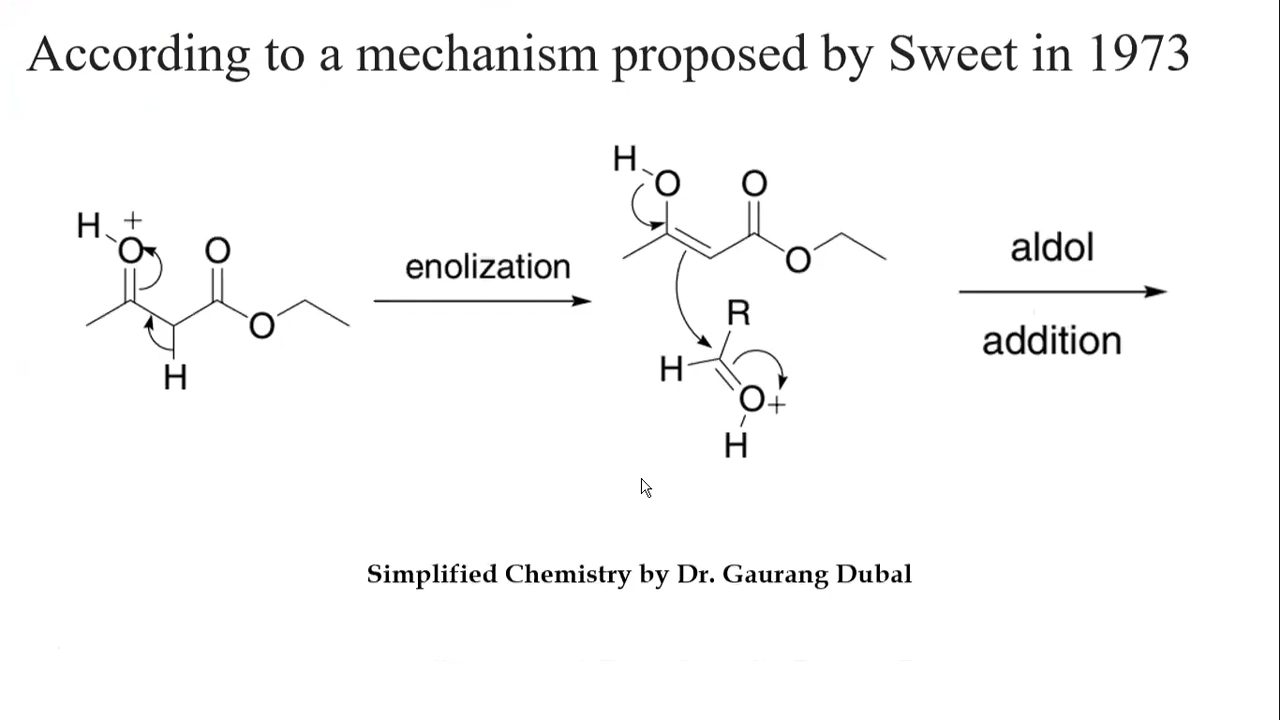 According to a mechanism proposed by Sweet in 1973
H
O
+
O
O
H
enolization
H
O
O
O
R
H
O+
H
aldol
addition
Simplified Chemistry by Dr. Gaurang Dubal